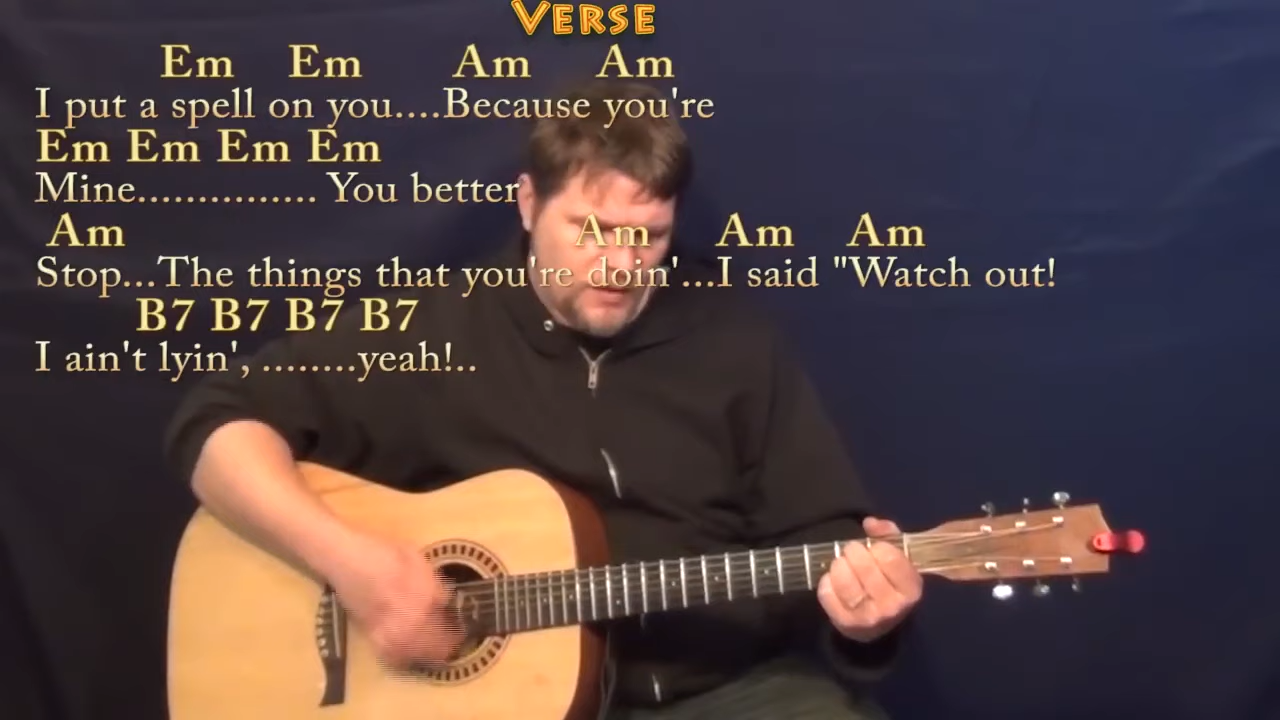 VERSE
Em Em Am Am
I put a spell on you....Because you're
Em Em Em Em
Mine............... You better
Am Am Am Am
Stop...The things that you're doin'...I said "Watch out!
B7 B7 B7 B7
I ain't lyin', ........yeah!..